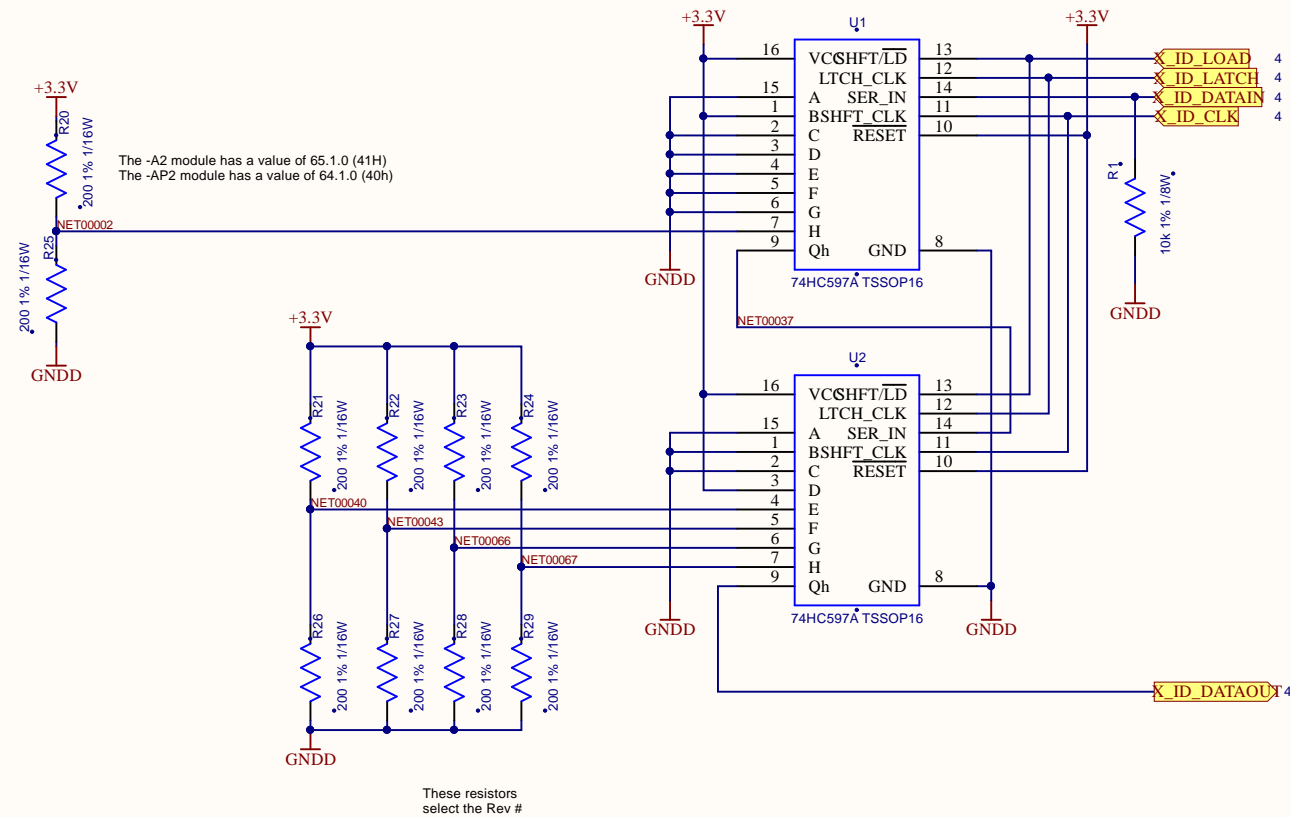 +3.3V
+3.3V
U1
16 VCC SHFT/LD 13
LTCH_CLK 12
15 A SER_IN 14
1 B SHFT_CLK 11
2 C RESET 10
3 D
4 E
5 F
6 G
7 H
9 Qh GND 8
74HC597A TSSOP16
X_ID_LOAD 4
X_ID_LATCH 4
X_ID_DATAIN 4
X_ID_CLK 4
R1
10k 1% 1/8W
GNDD
+3.3V
R20
200 1% 1/16W
The -A2 module has a value of 65.1.0 (41H)
The -AP2 module has a value of 64.1.0 (40h)
NET00002
R25
200 1% 1/16W
GNDD
GNDD
NET00037
+3.3V
R21
200 1% 1/16W
R22
200 1% 1/16W
R23
200 1% 1/16W
R24
200 1% 1/16W
U2
16 VCC SHFT/LD 13
LTCH_CLK 12
15 A SER_IN 14
1 B SHFT_CLK 11
2 C RESET 10
3 D
4 E
5 F
6 G
7 H
9 Qh GND 8
74HC597A TSSOP16
NET00040
NET00043
NET00066
NET00067
R26
200 1% 1/16W
R27
200 1% 1/16W
R28
200 1% 1/16W
R29
200 1% 1/16W
GNDD
GNDD
GNDD
X_ID_DATAOUT 4
These resistors
select the Rev #